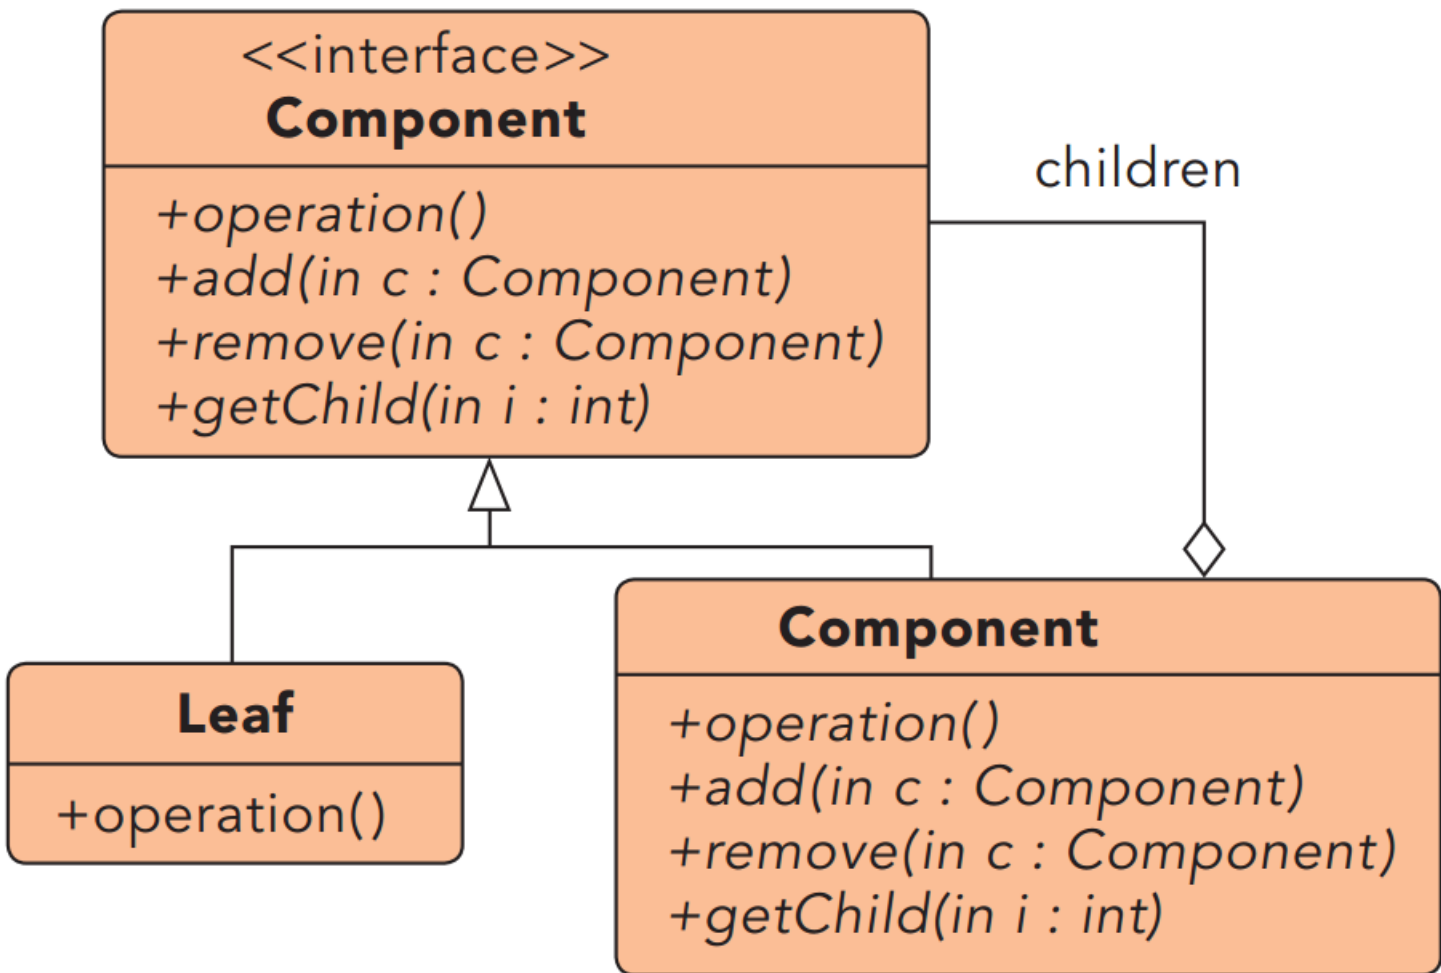 <<interface>>
Component
+operation()
+add(in c : Component)
+remove(in c : Component)
+getChild(in i : int)
children
Leaf
+operation()
Component
+operation()
+add(in c : Component)
+remove(in c : Component)
+getChild(in i : int)